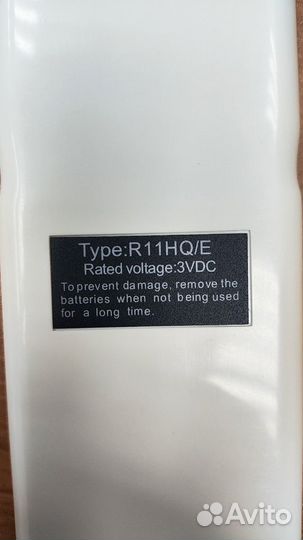 Type:R11HQ/E
Rated voltage:3VDC
To prevent damage, remove the
batteries when not being used
for a long time.
Avito